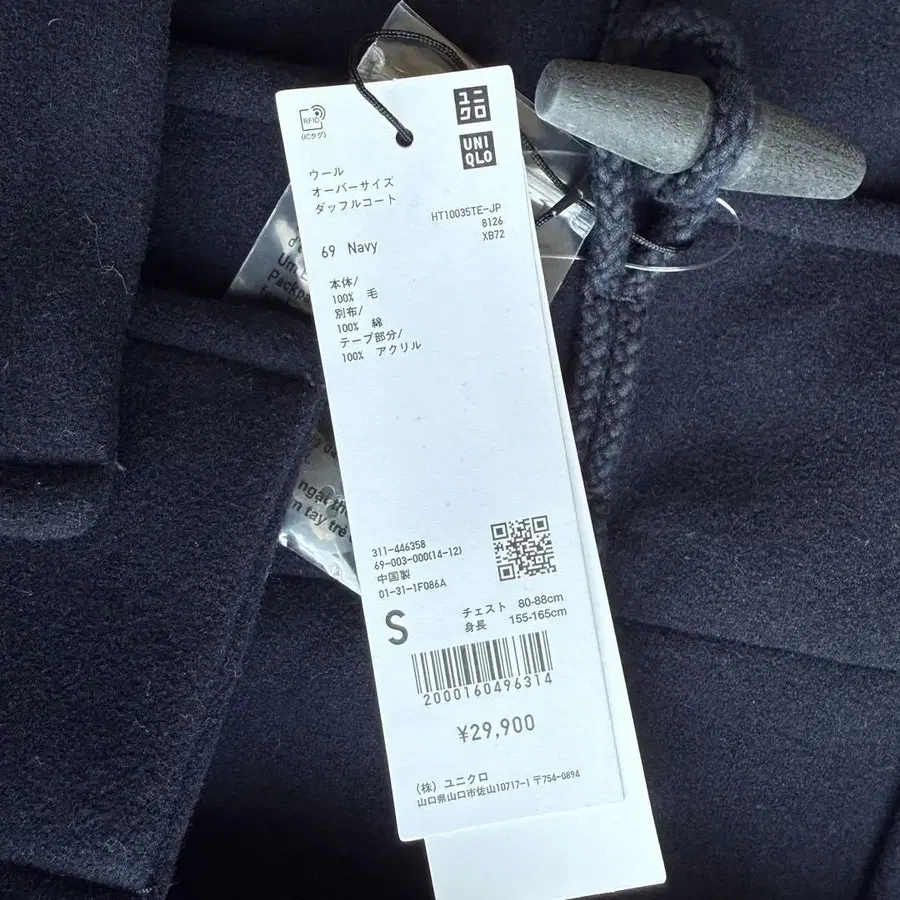 RFID
(ICタグ)
ユニ
クロ
UNI
QLO
ウール
オーバーサイズ
ダッフルコート
HT10035TE-JP
8126
XB72
69 Navy
本体/
100% 毛
別布/
100% 綿
テープ部分/
100% アクリル
311-446358
69-003-000(14-12)
中国製
01-31-1F086A
S
チェスト 80-88cm
身長 155-165cm
2000160496314
¥29,900
(株) ユニクロ
山口県山口市佐山10717-1 〒754-0894
ngạt th
n tay trẻ